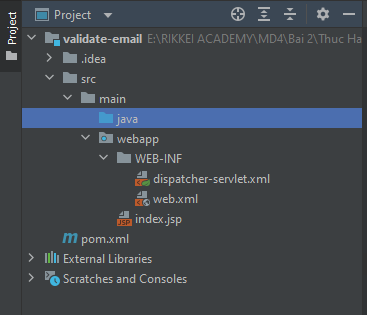 Project
Project
validate-email E:\RIKKEI ACADEMY\MD4\Bai 2\Thuc Ha
.idea
src
main
java
webapp
WEB-INF
dispatcher-servlet.xml
web.xml
index.jsp
pom.xml
External Libraries
Scratches and Consoles